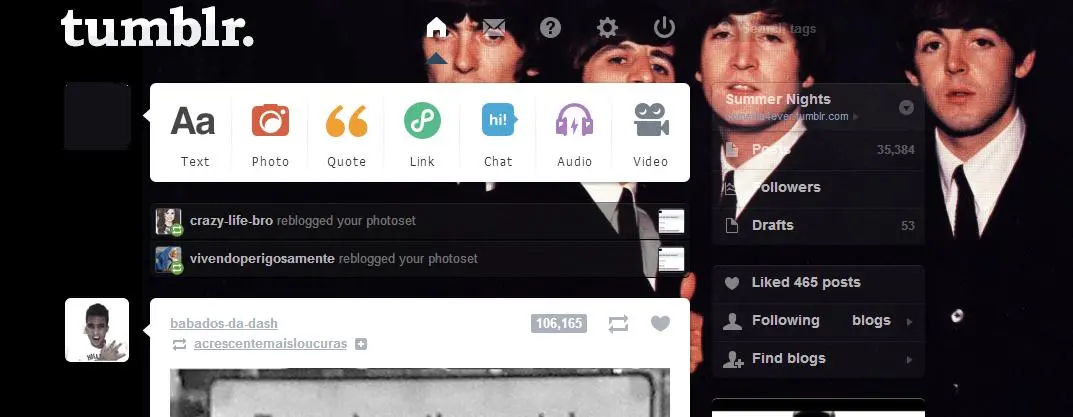 tumblr.
Search tags
Aa
hi!
Text Photo Quote Link Chat Audio Video
Summer Nights
.tumblr.com
Posts 35,384
Followers
Drafts 53
crazy-life-bro reblogged your photoset
vivendoperigosamente reblogged your photoset
Liked 465 posts
Following blogs
Find blogs
babados-da-dash 106,165
acrescentemaisloucuras